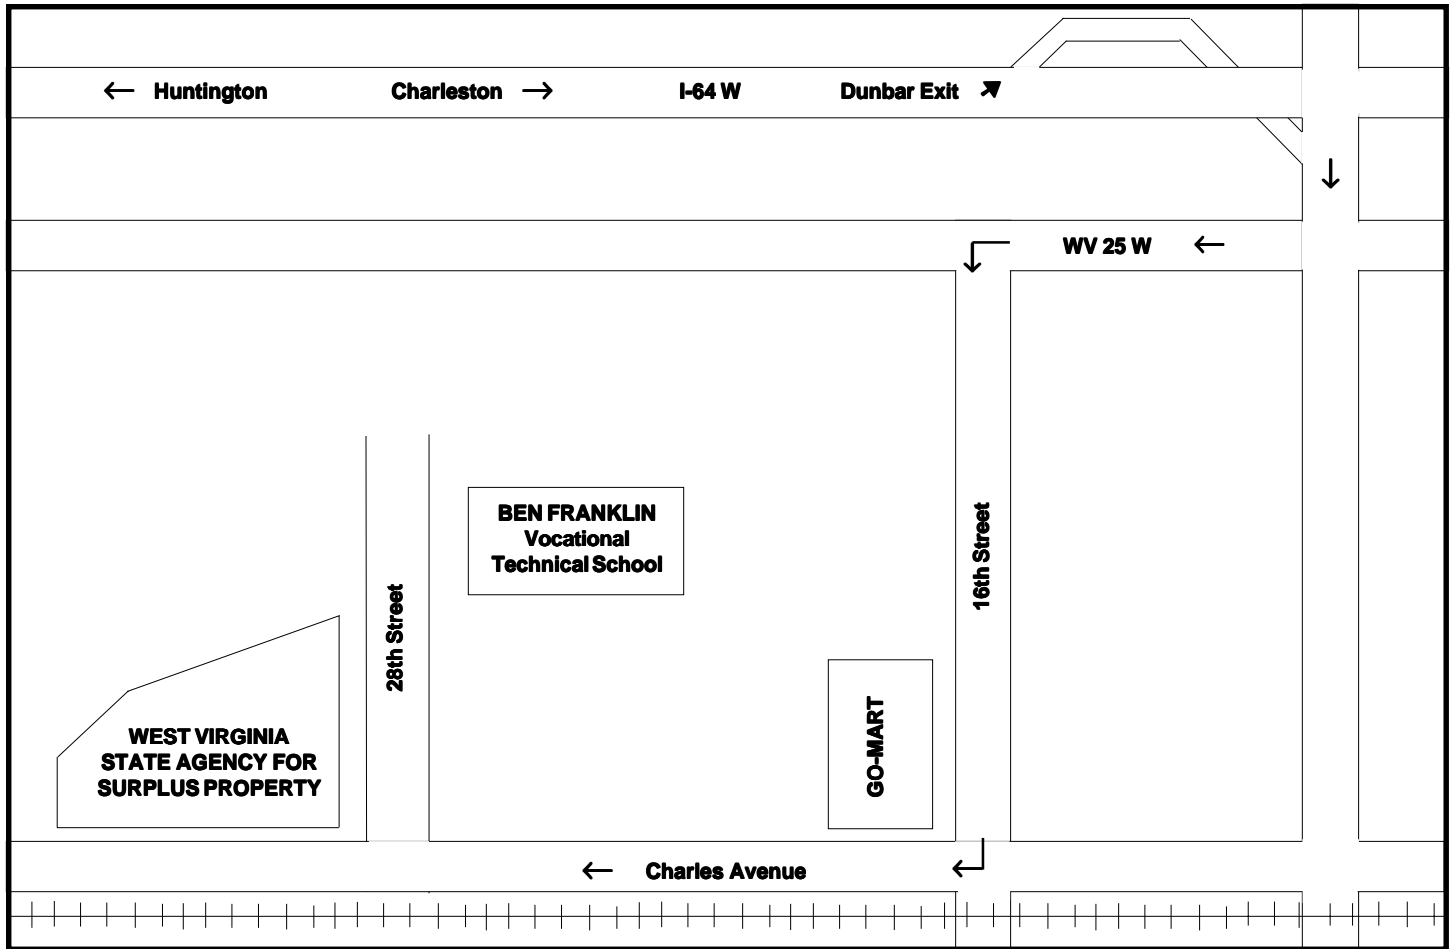 Huntington
Charleston
I-64 W
Dunbar Exit
WV 25 W
BEN FRANKLIN
Vocational
Technical School
16th Street
28th Street
WEST VIRGINIA
STATE AGENCY FOR
SURPLUS PROPERTY
GO-MART
Charles Avenue